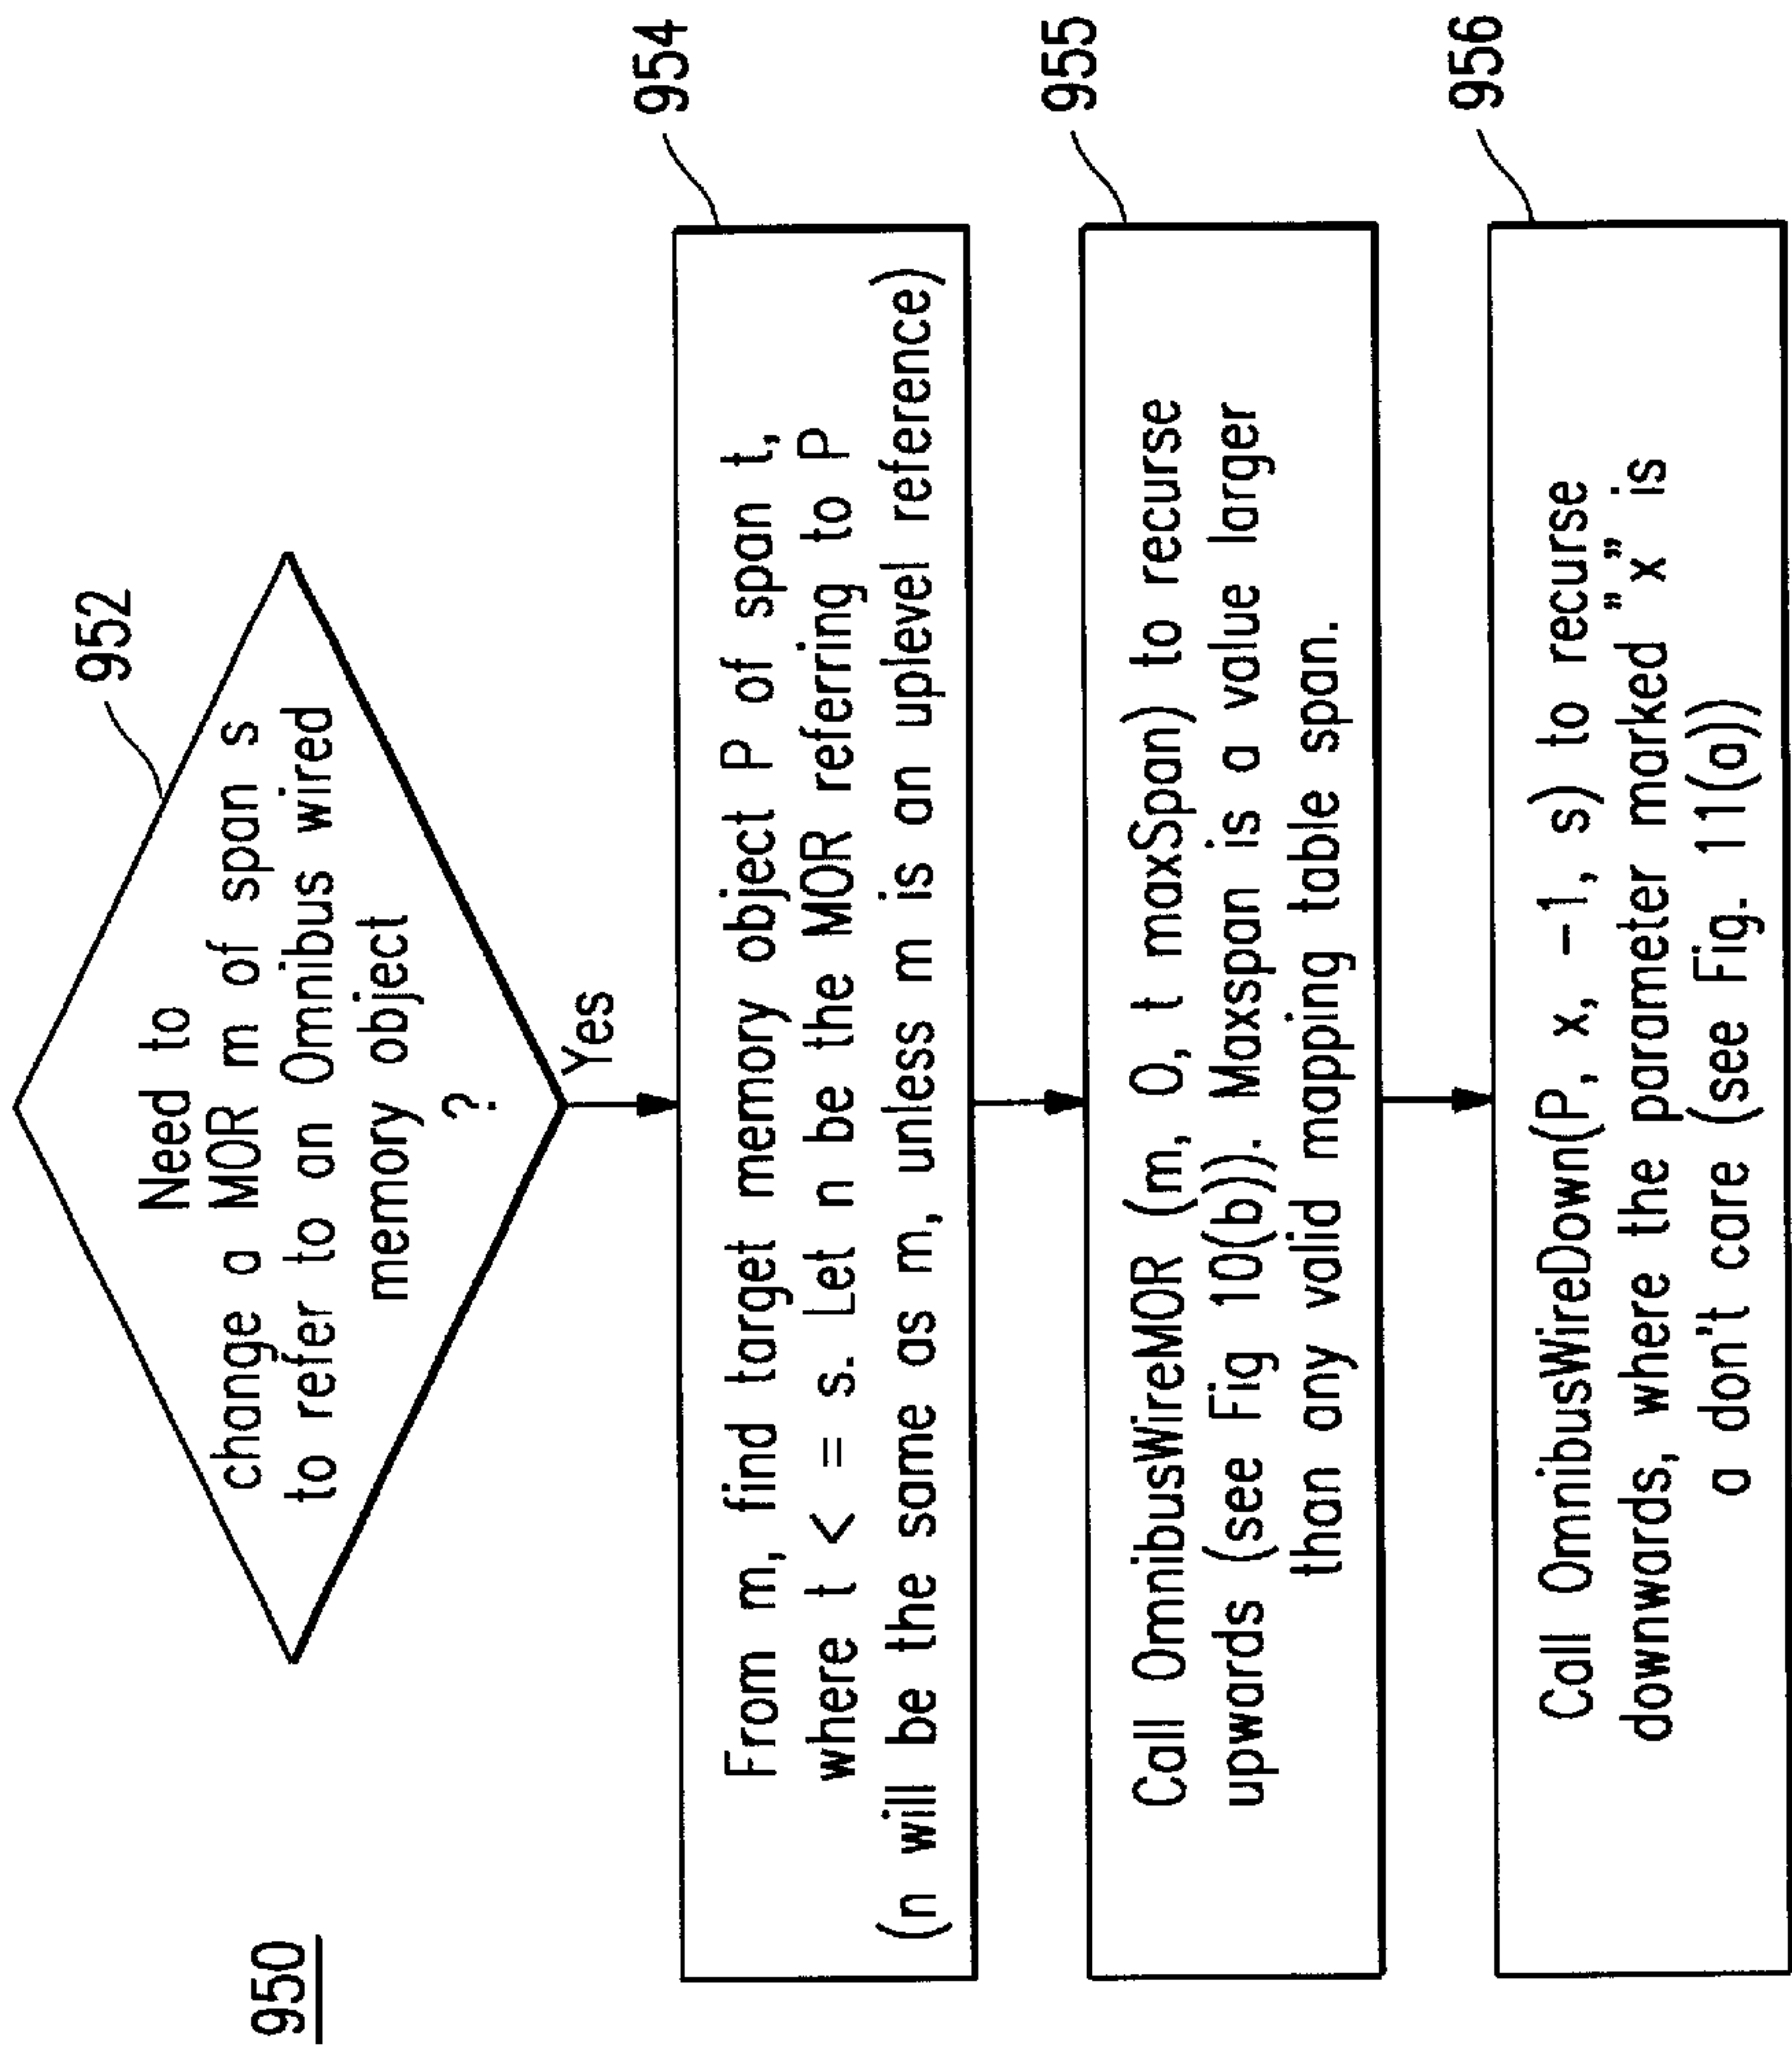 950
952
Need to
change a MOR m of span s
to refer to an Omnibus wired
memory object
?
Yes
954
From m, find target memory object P of span t,
where t < = s. Let n be the MOR referring to P
(n will be the same as m, unless m is an uplevel reference)
955
Call OmnibusWireMOR (m, O, t maxSpan) to recurse
upwards (see Fig 10(b)). Maxspan is a value larger
than any valid mapping table span.
956
Call OmnibusWireDown(P, x, -1, s) to recurse
downwards, where the parameter marked "x" is
a don't care (see Fig. 11(a))